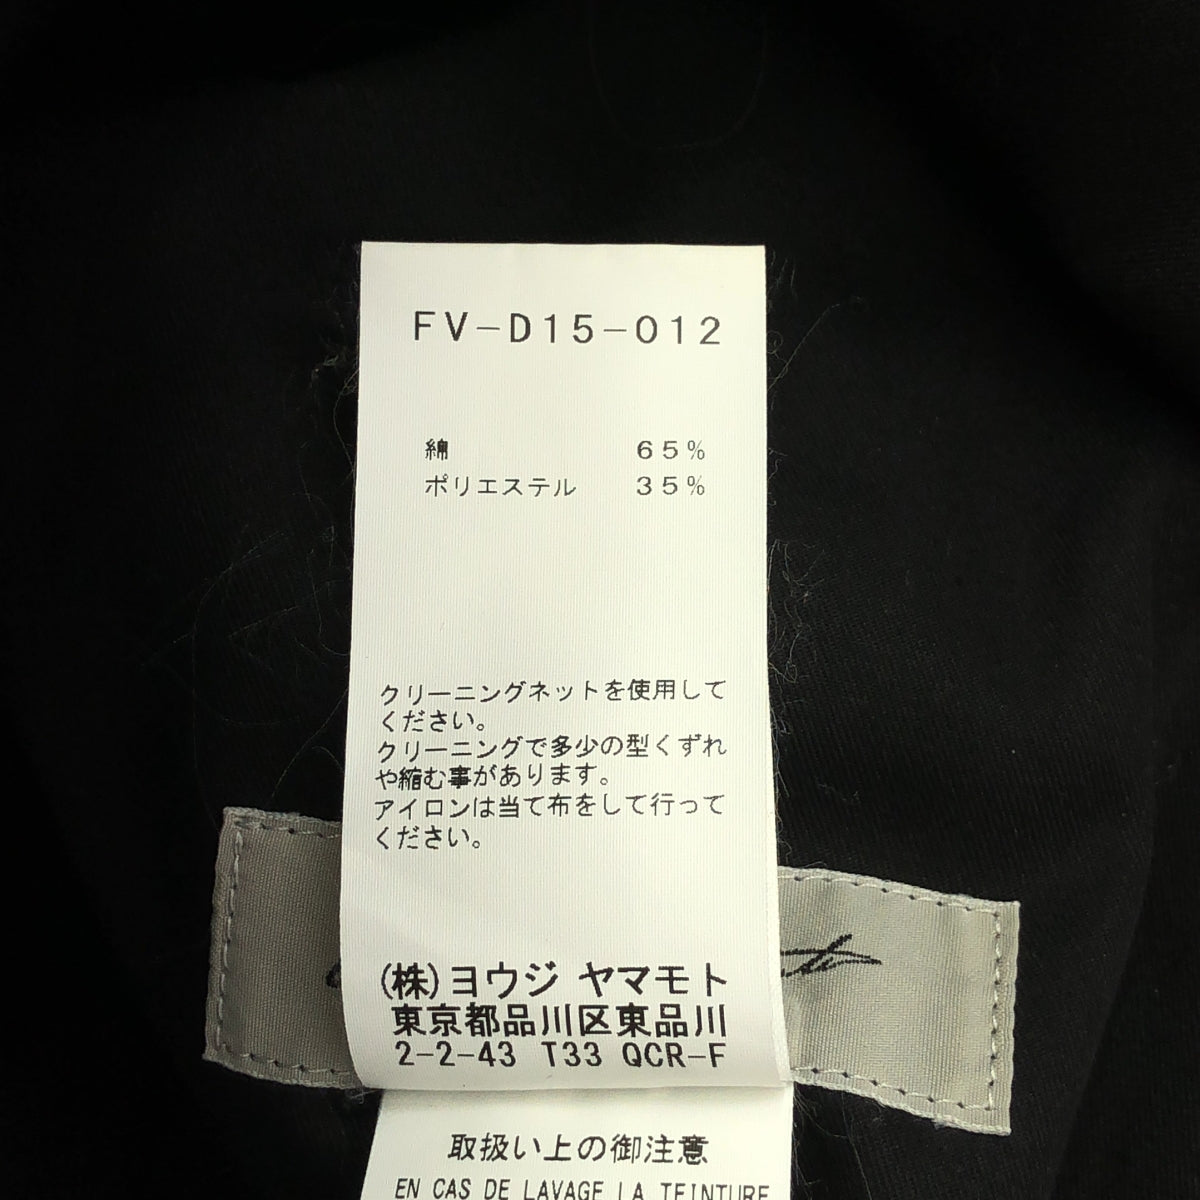 FV-D15-012
綿 65%
ポリエステル 35%
クリーニングネットを使用して
ください。
クリーニングで多少の型くずれ
や縮む事があります。
アイロンは当て布をして行って
ください。
(株)ヨウジ ヤマモト
東京都品川区東品川
2-2-43 T33 QCR-F
取扱い上の御注意
EN CAS DE LAVAGE LA TEINTURE